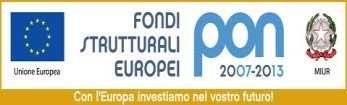 FONDI
STRUTTURALI
EUROPEI
pon
2007-2013
Unione Europea
MIUR
Con l'Europa investiamo nel vostro futuro!